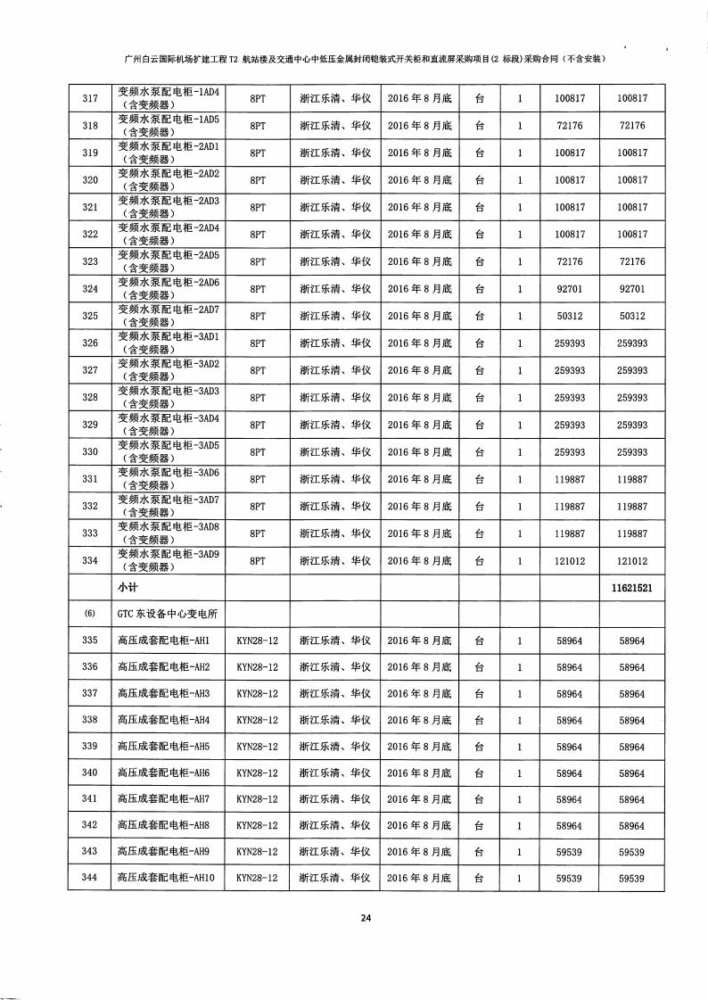 广州白云国际机场扩建工程 T2 航站楼及交通中心中低压金属封闭铠装式开关柜和直流屏采购项目(2 标段)采购合同（不含安装）
317 变频水泵配电柜-1AD4 （含变频器） 8PT 浙江乐清、华仪 2016 年 8 月底 台 1 100817 100817
318 变频水泵配电柜-1AD5 （含变频器） 8PT 浙江乐清、华仪 2016 年 8 月底 台 1 72176 72176
319 变频水泵配电柜-2AD1 （含变频器） 8PT 浙江乐清、华仪 2016 年 8 月底 台 1 100817 100817
320 变频水泵配电柜-2AD2 （含变频器） 8PT 浙江乐清、华仪 2016 年 8 月底 台 1 100817 100817
321 变频水泵配电柜-2AD3 （含变频器） 8PT 浙江乐清、华仪 2016 年 8 月底 台 1 100817 100817
322 变频水泵配电柜-2AD4 （含变频器） 8PT 浙江乐清、华仪 2016 年 8 月底 台 1 100817 100817
323 变频水泵配电柜-2AD5 （含变频器） 8PT 浙江乐清、华仪 2016 年 8 月底 台 1 72176 72176
324 变频水泵配电柜-2AD6 （含变频器） 8PT 浙江乐清、华仪 2016 年 8 月底 台 1 92701 92701
325 变频水泵配电柜-2AD7 （含变频器） 8PT 浙江乐清、华仪 2016 年 8 月底 台 1 50312 50312
326 变频水泵配电柜-3AD1 （含变频器） 8PT 浙江乐清、华仪 2016 年 8 月底 台 1 259393 259393
327 变频水泵配电柜-3AD2 （含变频器） 8PT 浙江乐清、华仪 2016 年 8 月底 台 1 259393 259393
328 变频水泵配电柜-3AD3 （含变频器） 8PT 浙江乐清、华仪 2016 年 8 月底 台 1 259393 259393
329 变频水泵配电柜-3AD4 （含变频器） 8PT 浙江乐清、华仪 2016 年 8 月底 台 1 259393 259393
330 变频水泵配电柜-3AD5 （含变频器） 8PT 浙江乐清、华仪 2016 年 8 月底 台 1 259393 259393
331 变频水泵配电柜-3AD6 （含变频器） 8PT 浙江乐清、华仪 2016 年 8 月底 台 1 119887 119887
332 变频水泵配电柜-3AD7 （含变频器） 8PT 浙江乐清、华仪 2016 年 8 月底 台 1 119887 119887
333 变频水泵配电柜-3AD8 （含变频器） 8PT 浙江乐清、华仪 2016 年 8 月底 台 1 119887 119887
334 变频水泵配电柜-3AD9 （含变频器） 8PT 浙江乐清、华仪 2016 年 8 月底 台 1 121012 121012
小计 11621521
(6) GTC 东设备中心变电所
335 高压成套配电柜-AH1 KYN28-12 浙江乐清、华仪 2016 年 8 月底 台 1 58964 58964
336 高压成套配电柜-AH2 KYN28-12 浙江乐清、华仪 2016 年 8 月底 台 1 58964 58964
337 高压成套配电柜-AH3 KYN28-12 浙江乐清、华仪 2016 年 8 月底 台 1 58964 58964
338 高压成套配电柜-AH4 KYN28-12 浙江乐清、华仪 2016 年 8 月底 台 1 58964 58964
339 高压成套配电柜-AH5 KYN28-12 浙江乐清、华仪 2016 年 8 月底 台 1 58964 58964
340 高压成套配电柜-AH6 KYN28-12 浙江乐清、华仪 2016 年 8 月底 台 1 58964 58964
341 高压成套配电柜-AH7 KYN28-12 浙江乐清、华仪 2016 年 8 月底 台 1 58964 58964
342 高压成套配电柜-AH8 KYN28-12 浙江乐清、华仪 2016 年 8 月底 台 1 58964 58964
343 高压成套配电柜-AH9 KYN28-12 浙江乐清、华仪 2016 年 8 月底 台 1 59539 59539
344 高压成套配电柜-AH10 KYN28-12 浙江乐清、华仪 2016 年 8 月底 台 1 59539 59539
24